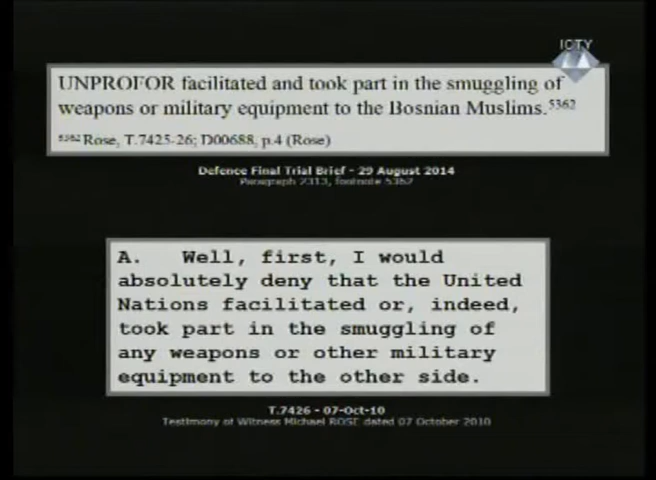 ICTY
UNPROFOR facilitated and took part in the smuggling of
weapons or military equipment to the Bosnian Muslims.5362
5362 Rose, T.7425-26; D00688, p.4 (Rose)
Defence Final Trial Brief - 29 August 2014
Paragraph 2313, footnote 5362
A. Well, first, I would
absolutely deny that the United
Nations facilitated or, indeed,
took part in the smuggling of
any weapons or other military
equipment to the other side.
T.7426 - 07-Oct-10
Testimony of Witness Michael ROSE dated 07 October 2010